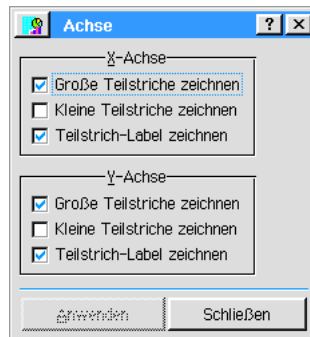 Achse
X-Achse
Große Teilstriche zeichnen
Kleine Teilstriche zeichnen
Teilstrich-Label zeichnen
Y-Achse
Große Teilstriche zeichnen
Kleine Teilstriche zeichnen
Teilstrich-Label zeichnen
Anwenden Schließen